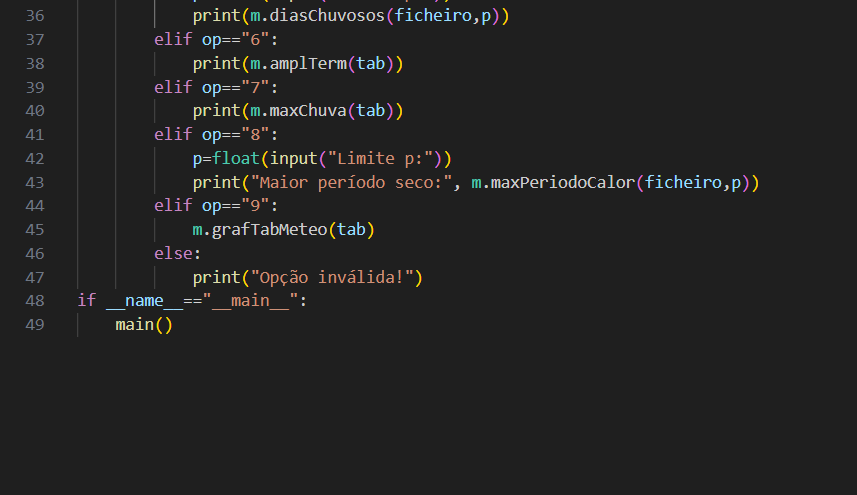 36 print(m.diasChuvosos(ficheiro,p))
37 elif op=="6":
38 print(m.amplTerm(tab))
39 elif op=="7":
40 print(m.maxChuva(tab))
41 elif op=="8":
42 p=float(input("Limite p:"))
43 print("Maior período seco:", m.maxPeriodoCalor(ficheiro,p))
44 elif op=="9":
45 m.grafTabMeteo(tab)
46 else:
47 print("Opção inválida!")
48 if __name__=="__main__":
49 main()